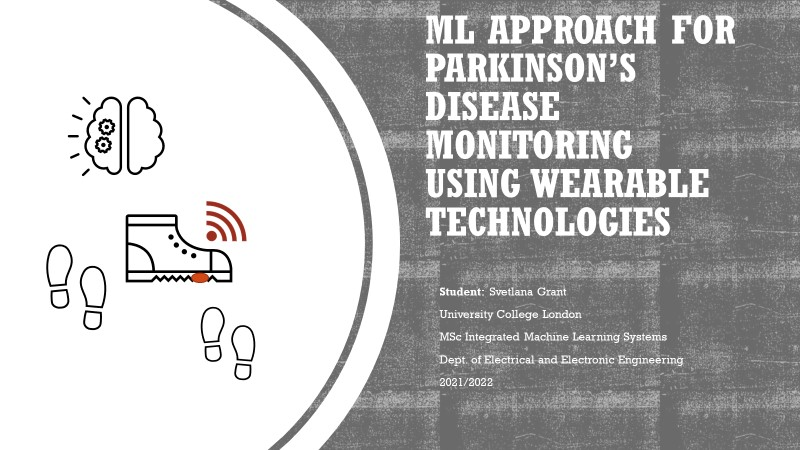 ML APPROACH FOR
PARKINSON’S
DISEASE
MONITORING
USING WEARABLE
TECHNOLOGIES
Student: Svetlana Grant
University College London
MSc Integrated Machine Learning Systems
Dept. of Electrical and Electronic Engineering
2021/2022